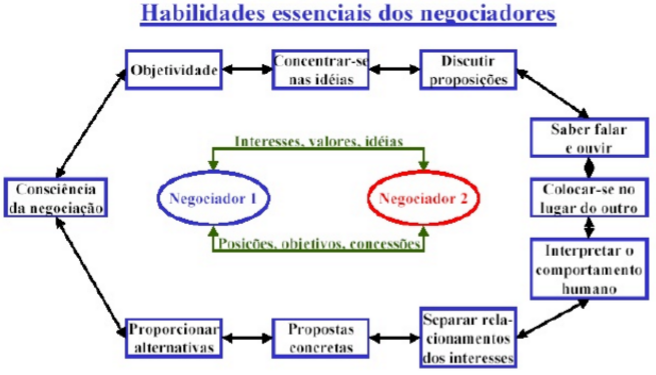 Habilidades essenciais dos negociadores
Objetividade
Concentrar-se
nas idéias
Discutir
proposições
Saber falar
e ouvir
Interesses, valores, idéias
Consciência
da negociação
Negociador 1
Negociador 2
Colocar-se no
lugar do outro
Posições, objetivos, concessões
Interpretar o
comportamento
humano
Proporcionar
alternativas
Propostas
concretas
Separar rela-
cionamentos
dos interesses